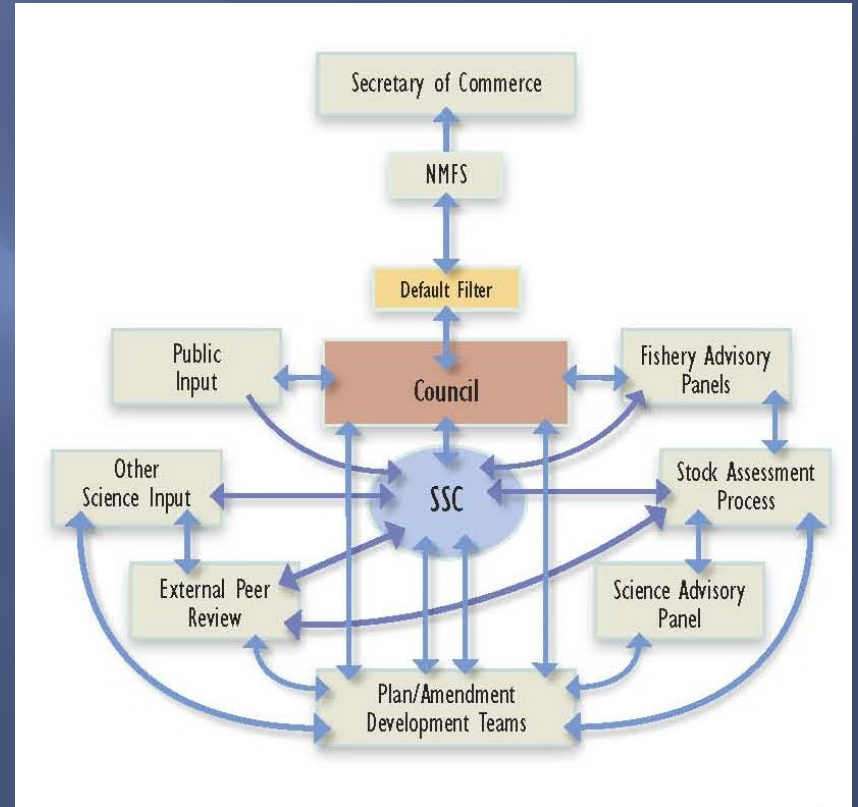 Secretary of Commerce
NMFS
Default Filter
Public
Input
Council
Fishery Advisory
Panels
Other
Science Input
SSC
Stock Assessment
Process
External Peer
Review
Science Advisory
Panel
Plan/Amendment
Development Teams